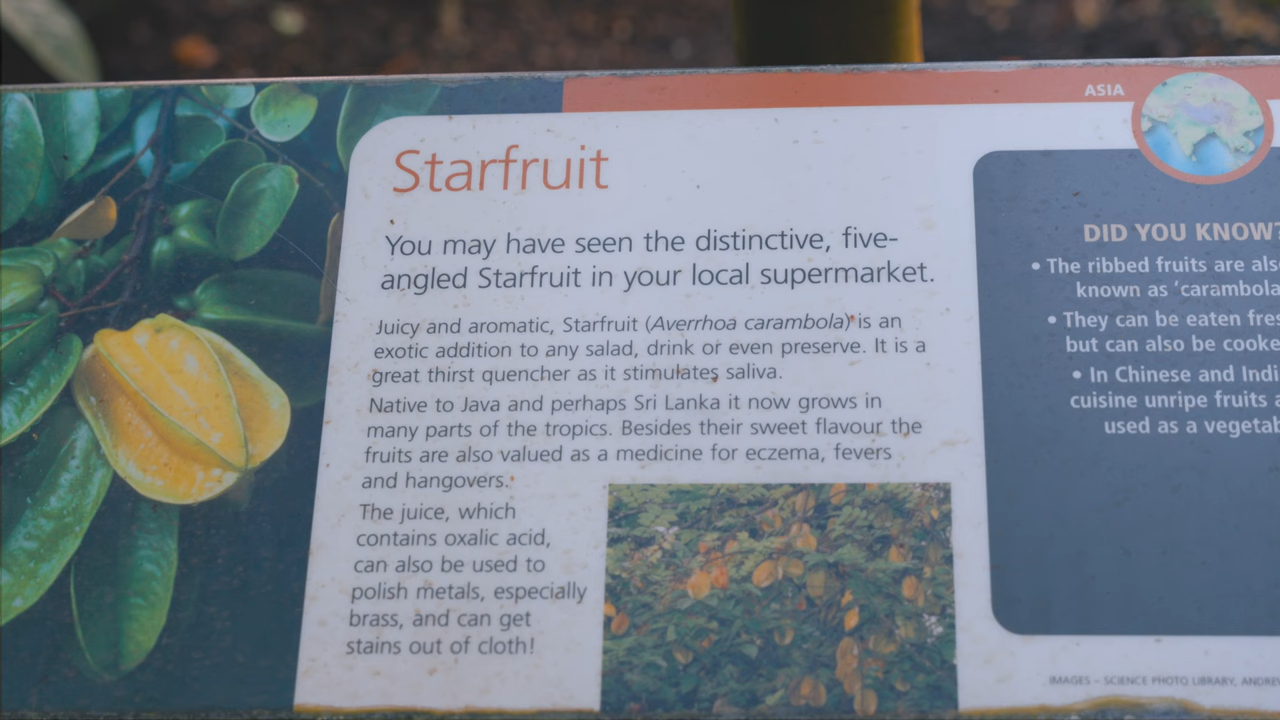 ASIA
Starfruit
You may have seen the distinctive, five-
angled Starfruit in your local supermarket.
Juicy and aromatic, Starfruit (Averrhoa carambola) is an
exotic addition to any salad, drink or even preserve. It is a
great thirst quencher as it stimulates saliva.
Native to Java and perhaps Sri Lanka it now grows in
many parts of the tropics. Besides their sweet flavour the
fruits are also valued as a medicine for eczema, fevers
and hangovers.
The juice, which
contains oxalic acid,
can also be used to
polish metals, especially
brass, and can get
stains out of cloth!
DID YOU KNOW?
• The ribbed fruits are also
known as 'carambola
• They can be eaten fres
but can also be cooke
• In Chinese and Indi
cuisine unripe fruits a
used as a vegetab
IMAGES – SCIENCE PHOTO LIBRARY, ANDREW